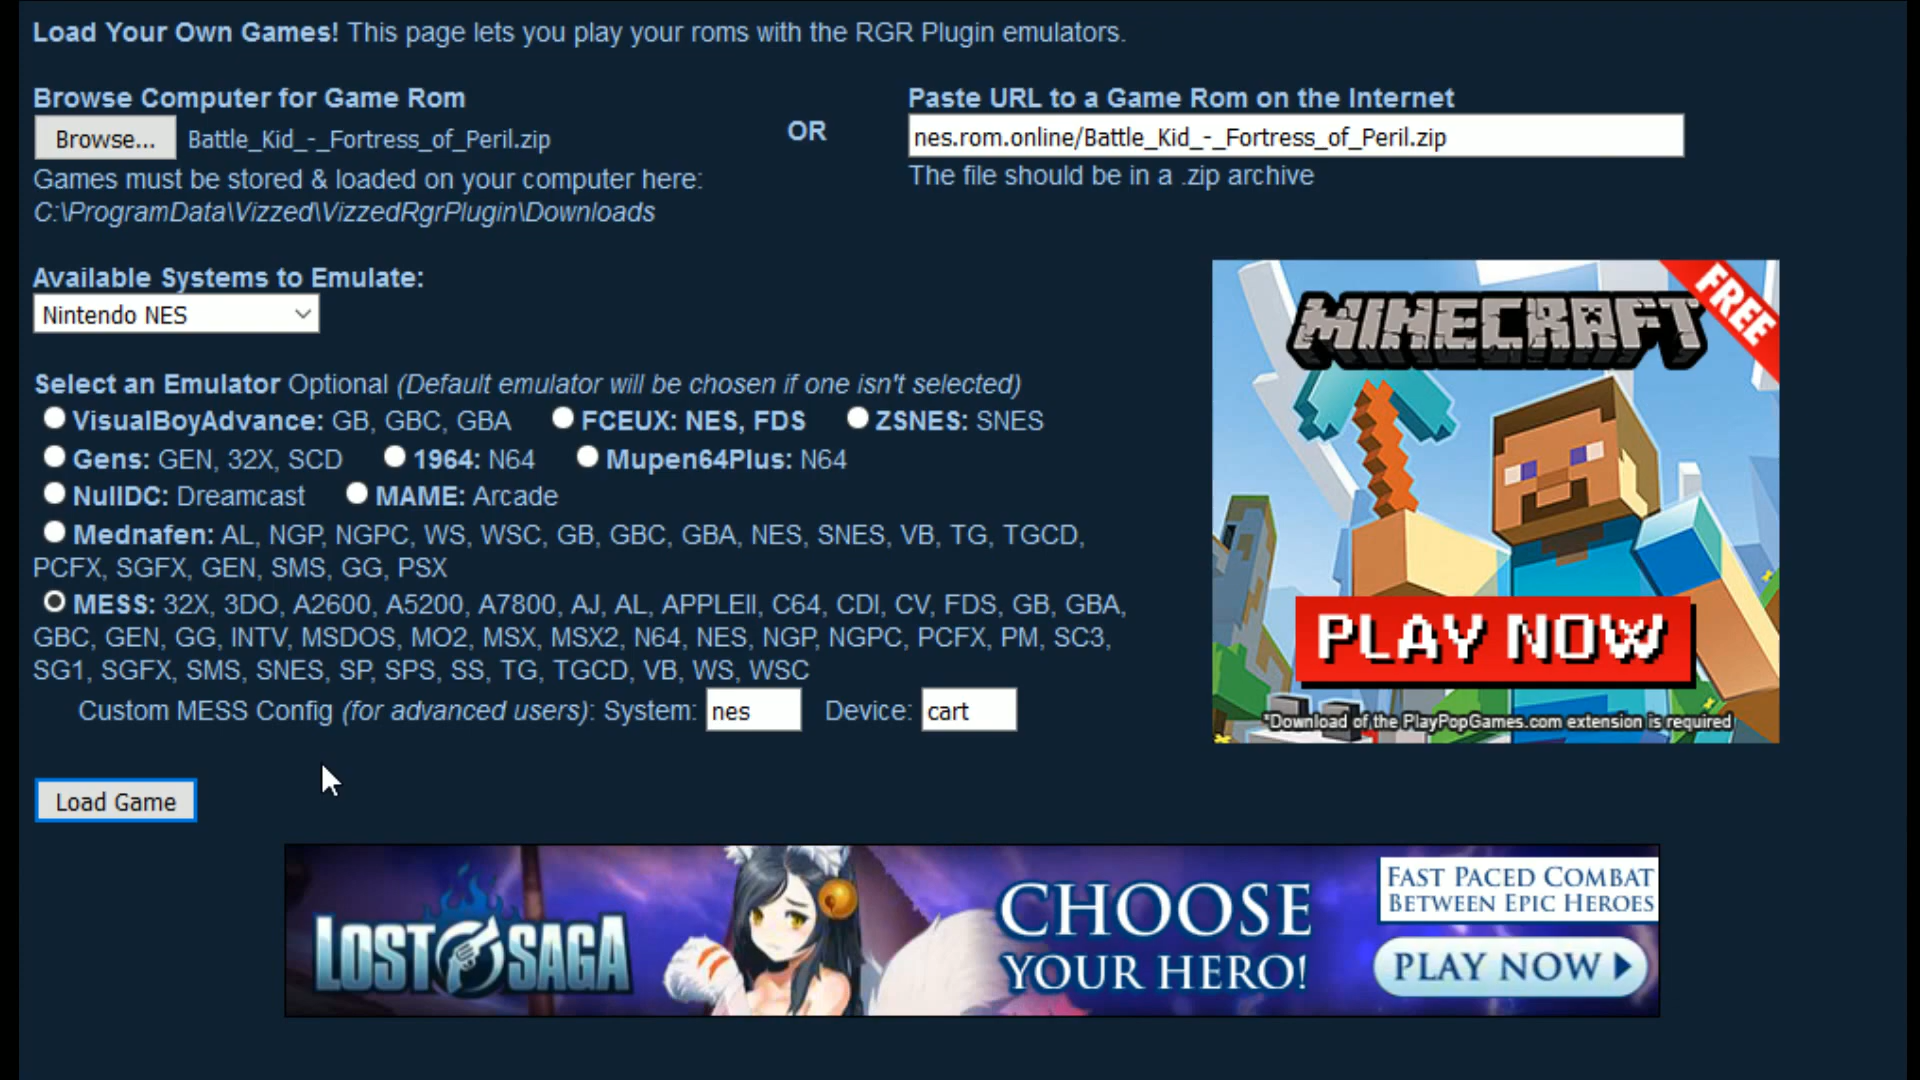 Load Your Own Games! This page lets you play your roms with the RGR Plugin emulators.
Browse Computer for Game Rom
Browse... Battle_Kid_-_Fortress_of_Peril.zip
Games must be stored & loaded on your computer here:
C:\ProgramData\Vizzed\VizzedRgrPlugin\Downloads
OR
Paste URL to a Game Rom on the Internet
nes.rom.online/Battle_Kid_-_Fortress_of_Peril.zip
The file should be in a .zip archive
Available Systems to Emulate:
Nintendo NES
Select an Emulator Optional (Default emulator will be chosen if one isn't selected)
VisualBoyAdvance: GB, GBC, GBA FCEUX: NES, FDS ZSNES: SNES
Gens: GEN, 32X, SCD 1964: N64 Mupen64Plus: N64
NullDC: Dreamcast MAME: Arcade
Mednafen: AL, NGP, NGPC, WS, WSC, GB, GBC, GBA, NES, SNES, VB, TG, TGCD,
PCFX, SGFX, GEN, SMS, GG, PSX
MESS: 32X, 3DO, A2600, A5200, A7800, AJ, AL, APPLEII, C64, CDI, CV, FDS, GB, GBA,
GBC, GEN, GG, INTV, MSDOS, MO2, MSX, MSX2, N64, NES, NGP, NGPC, PCFX, PM, SC3,
SG1, SGFX, SMS, SNES, SP, SPS, SS, TG, TGCD, VB, WS, WSC
Custom MESS Config (for advanced users): System: nes Device: cart
Load Game
FREE
MINECRAFT
PLAY NOW
*Download of the PlayPopGames.com extension is required
LOST SAGA
CHOOSE
YOUR HERO!
FAST PACED COMBAT
BETWEEN EPIC HEROES
PLAY NOW